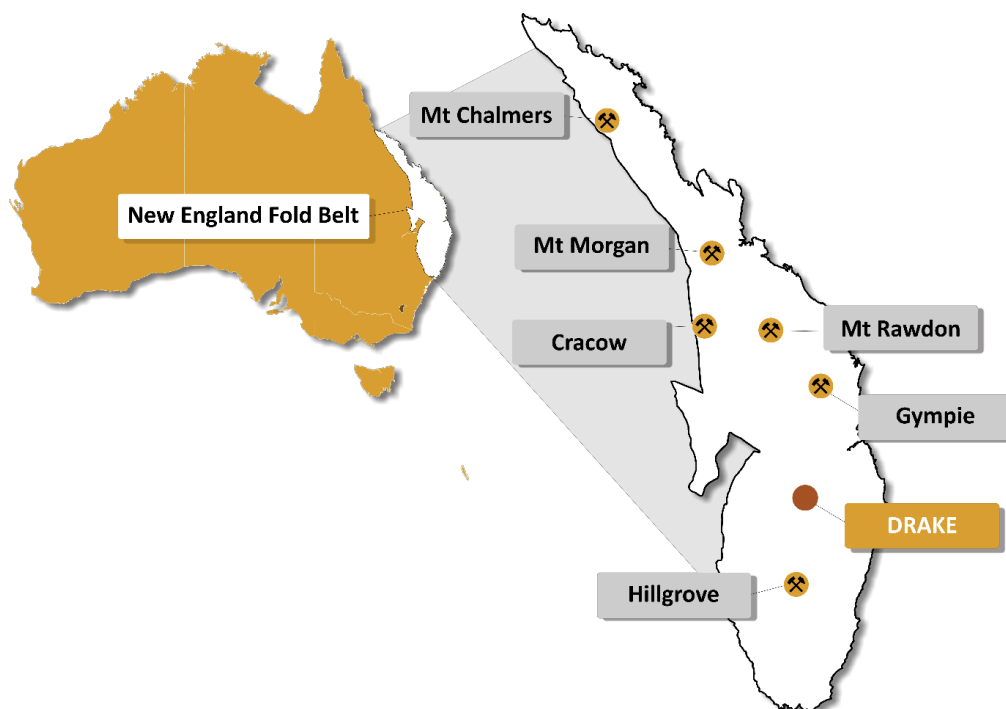 Mt Chalmers
New England Fold Belt
Mt Morgan
Cracow
Mt Rawdon
Gympie
DRAKE
Hillgrove